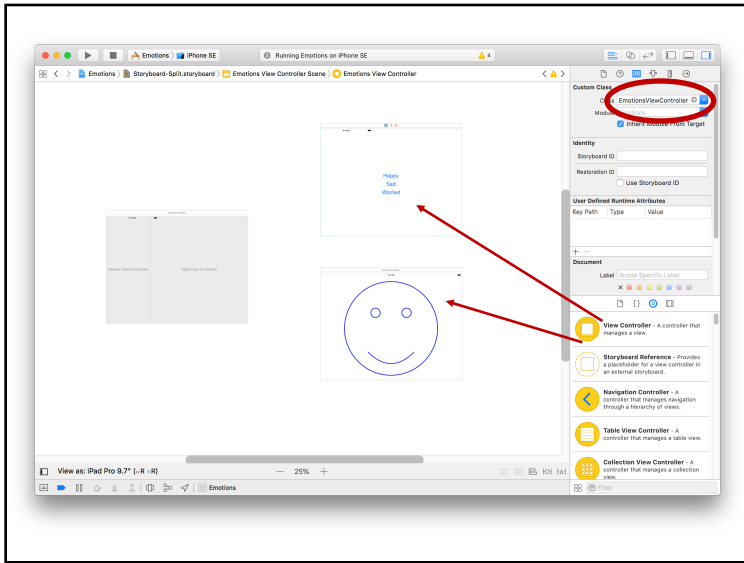 Emotions
iPhone SE
Running Emotions on iPhone SE
4
Emotions
Storyboard-Split.storyboard
Emotions View Controller Scene
Emotions View Controller
Custom Class
Class EmotionsViewController
Module Emotions
Inherit Module From Target
Identity
Storyboard ID
Restoration ID
Use Storyboard ID
User Defined Runtime Attributes
Key Path Type Value
Document
Label Xcode Specific Label
Happy
Sad
Worried
Master View Controller
Split View Controller
View Controller - A controller that
manages a view.
Storyboard Reference - Provides
a placeholder for a view controller in
an external storyboard.
Navigation Controller - A
controller that manages navigation
through a hierarchy of views.
Table View Controller - A
controller that manages a table view.
Collection View Controller - A
controller that manages a collection
view.
View as: iPad Pro 9.7" (wR hR)
25%
Emotions
Filter